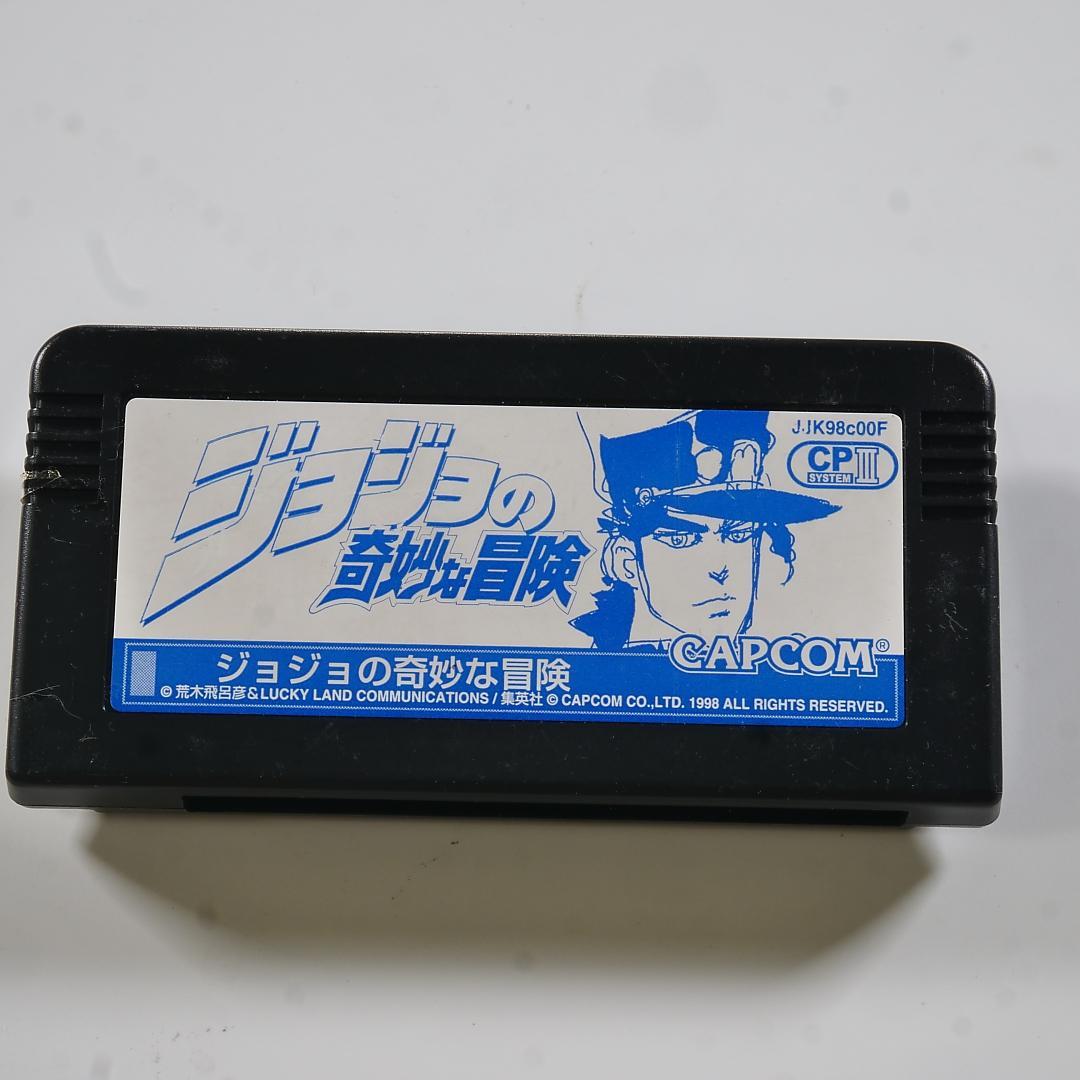 ジョジョの
奇妙な冒険
JJK98c00F
CP III
SYSTEM
CAPCOM®
ジョジョの奇妙な冒険
© 荒木飛呂彦&LUCKY LAND COMMUNICATIONS / 集英社 © CAPCOM CO.,LTD. 1998 ALL RIGHTS RESERVED.